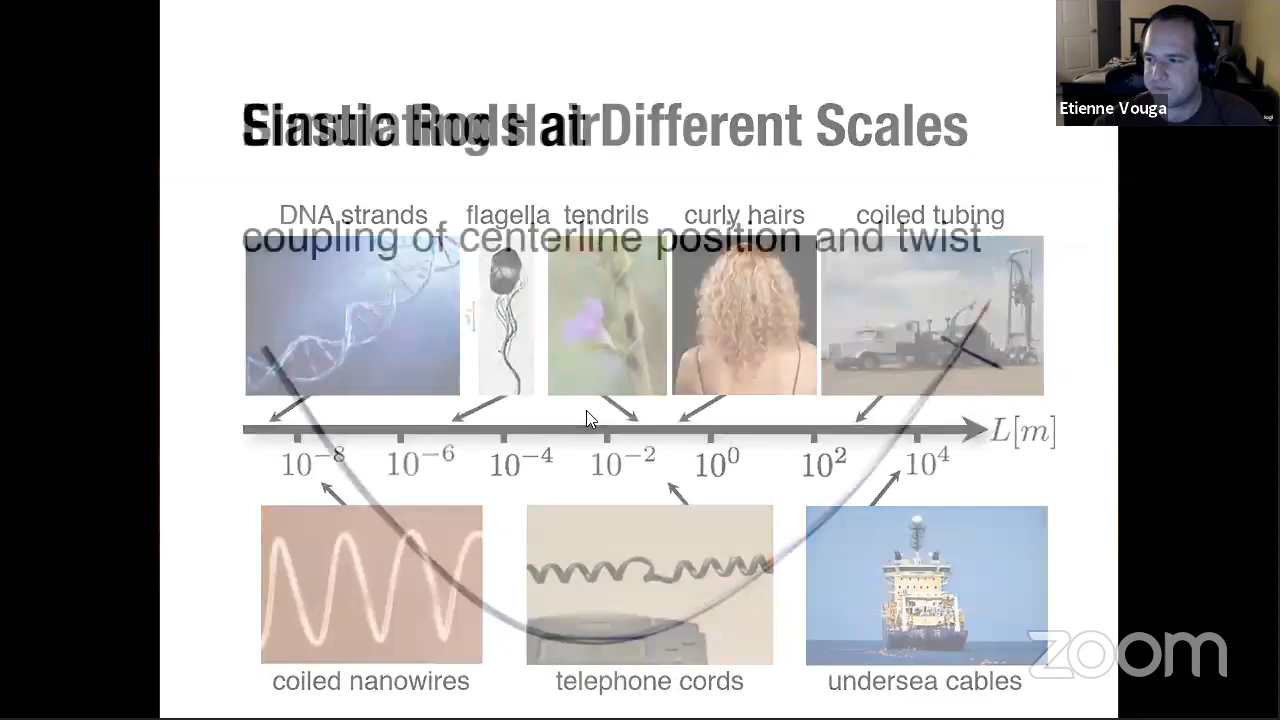 Etienne Vouga
Elastic Rods at Different Scales
DNA strands flagella tendrils curly hairs coiled tubing
coupling of centerline position and twist
L[m]
10⁻⁸ 10⁻⁶ 10⁻⁴ 10⁻² 10⁰ 10² 10⁴
coiled nanowires telephone cords undersea cables
zoom